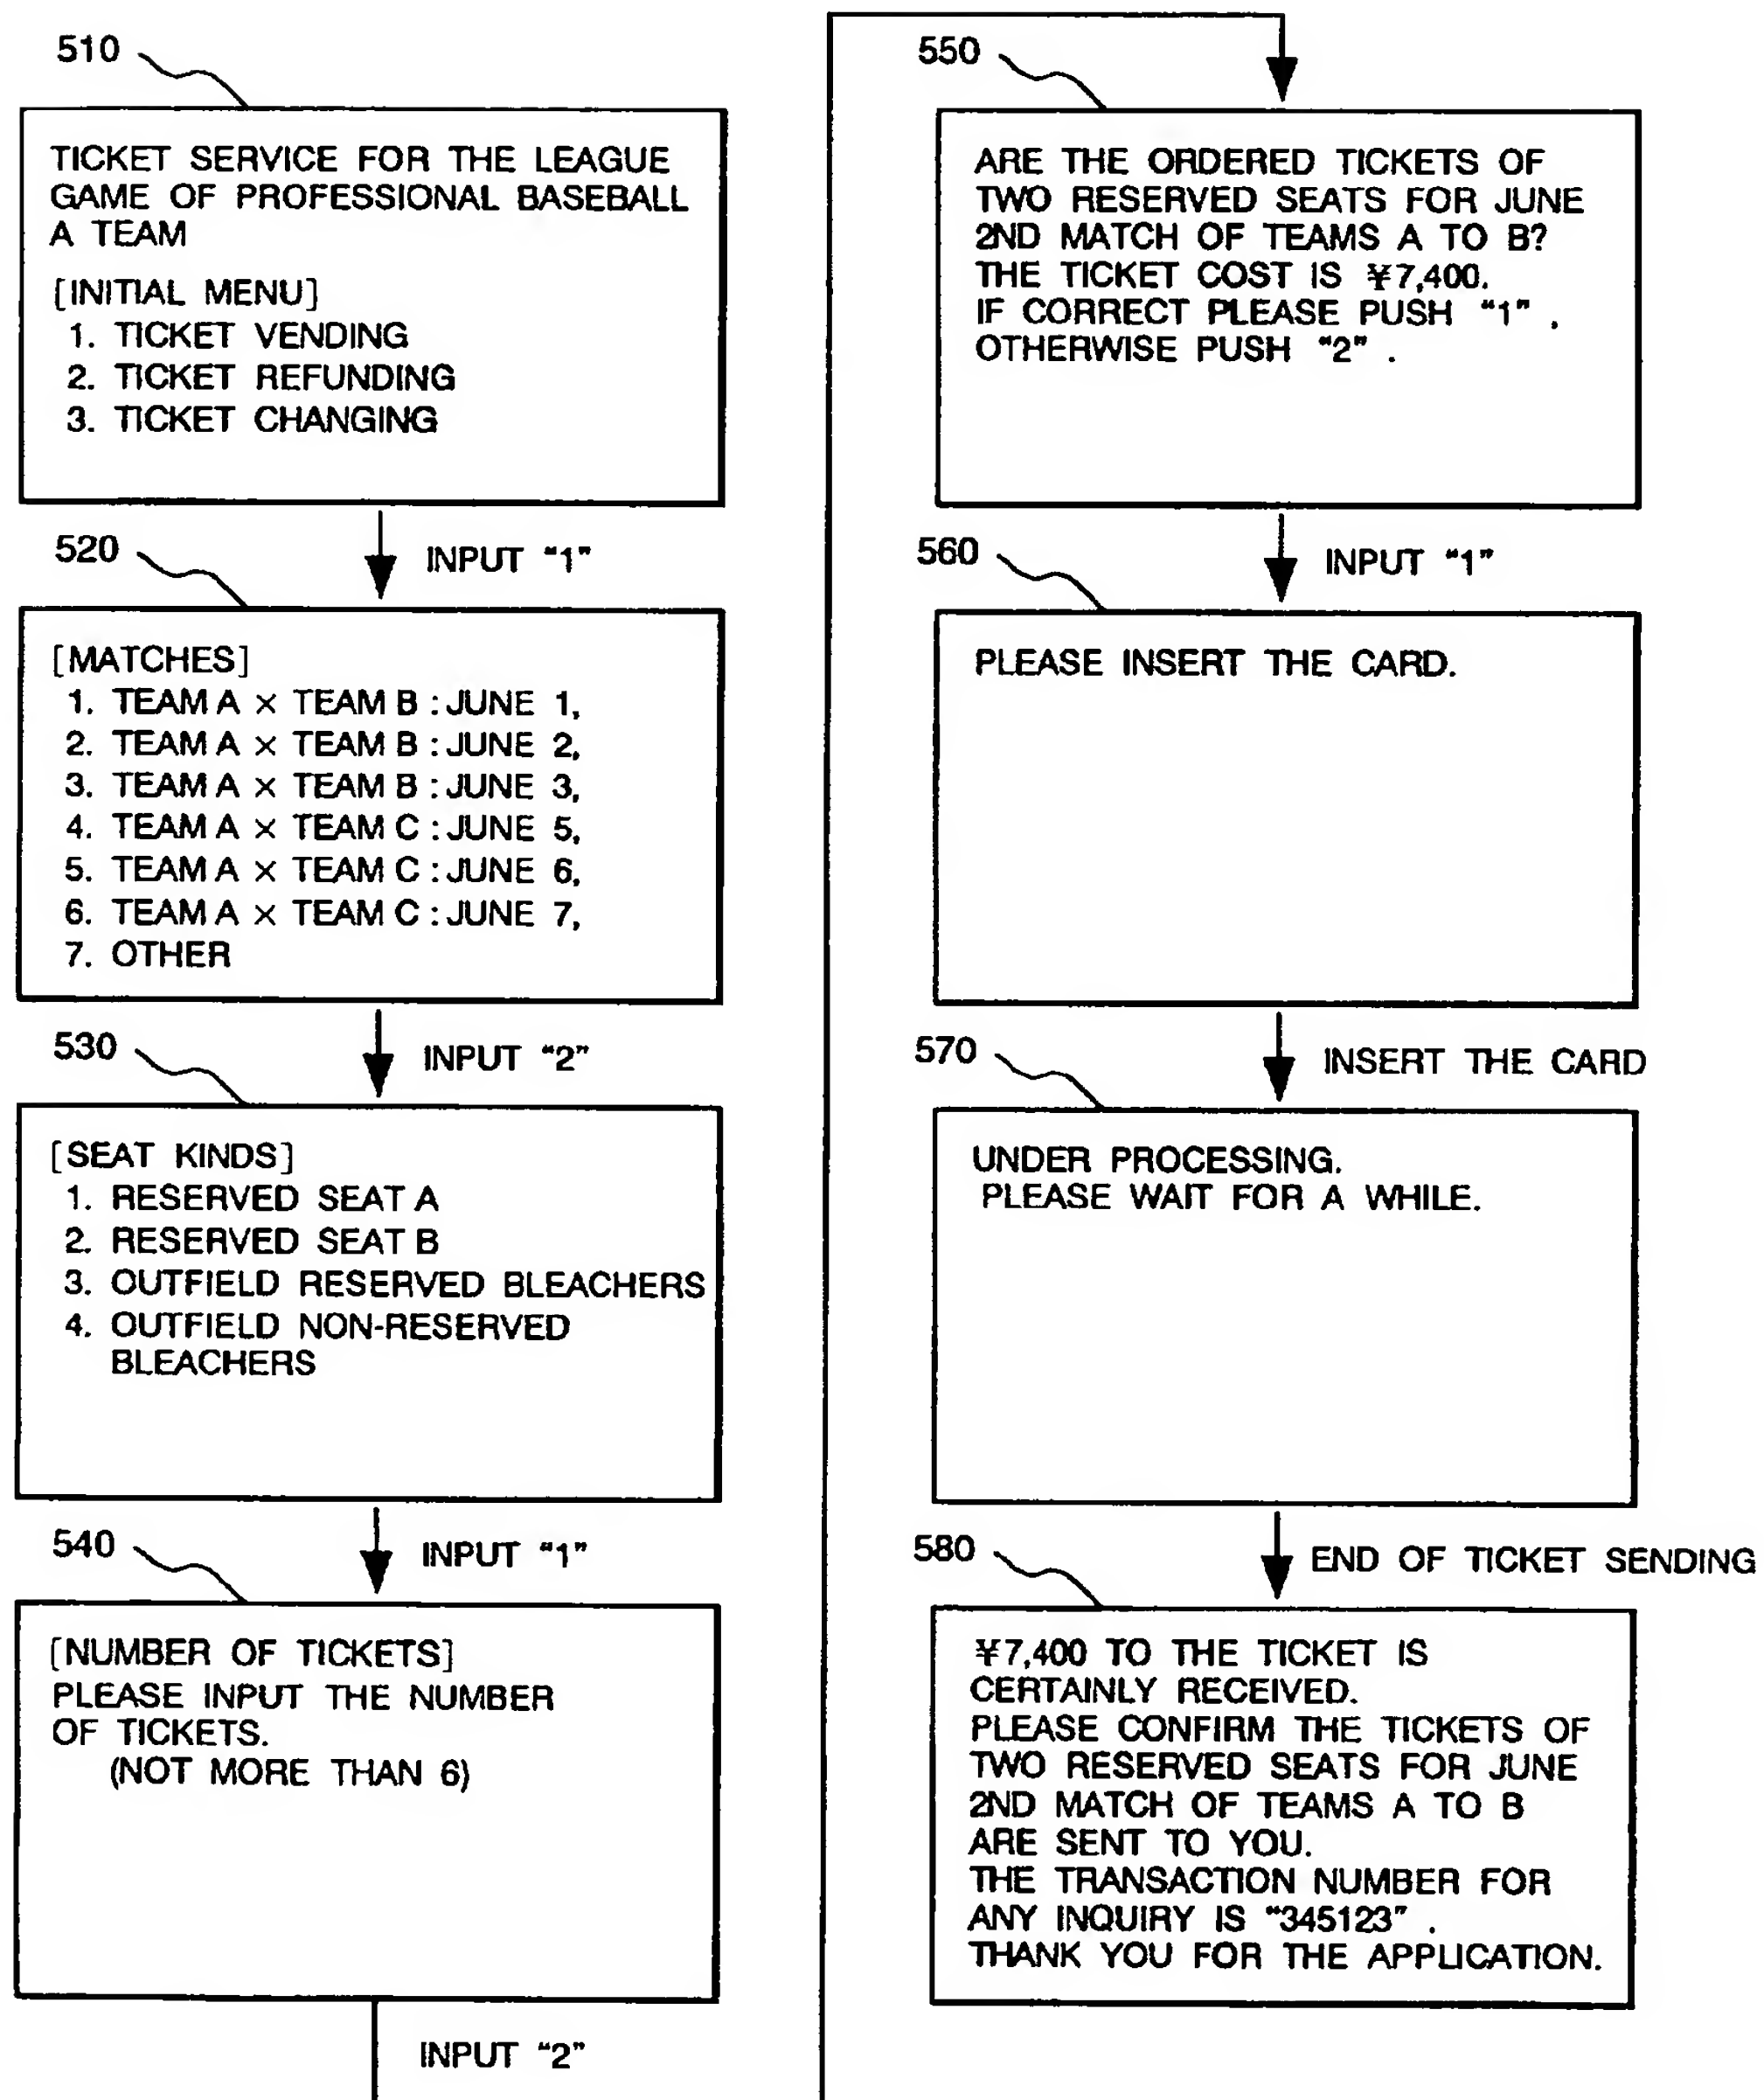 510
TICKET SERVICE FOR THE LEAGUE
GAME OF PROFESSIONAL BASEBALL
A TEAM
[INITIAL MENU]
1. TICKET VENDING
2. TICKET REFUNDING
3. TICKET CHANGING
INPUT "1"
520
[MATCHES]
1. TEAM A × TEAM B : JUNE 1,
2. TEAM A × TEAM B : JUNE 2,
3. TEAM A × TEAM B : JUNE 3,
4. TEAM A × TEAM C : JUNE 5,
5. TEAM A × TEAM C : JUNE 6,
6. TEAM A × TEAM C : JUNE 7,
7. OTHER
INPUT "2"
530
[SEAT KINDS]
1. RESERVED SEAT A
2. RESERVED SEAT B
3. OUTFIELD RESERVED BLEACHERS
4. OUTFIELD NON-RESERVED
BLEACHERS
INPUT "1"
540
[NUMBER OF TICKETS]
PLEASE INPUT THE NUMBER
OF TICKETS.
(NOT MORE THAN 6)
INPUT "2"
550
ARE THE ORDERED TICKETS OF
TWO RESERVED SEATS FOR JUNE
2ND MATCH OF TEAMS A TO B?
THE TICKET COST IS ¥7,400.
IF CORRECT PLEASE PUSH "1" .
OTHERWISE PUSH "2" .
INPUT "1"
560
PLEASE INSERT THE CARD.
INSERT THE CARD
570
UNDER PROCESSING.
PLEASE WAIT FOR A WHILE.
END OF TICKET SENDING
580
¥7,400 TO THE TICKET IS
CERTAINLY RECEIVED.
PLEASE CONFIRM THE TICKETS OF
TWO RESERVED SEATS FOR JUNE
2ND MATCH OF TEAMS A TO B
ARE SENT TO YOU.
THE TRANSACTION NUMBER FOR
ANY INQUIRY IS "345123" .
THANK YOU FOR THE APPLICATION.